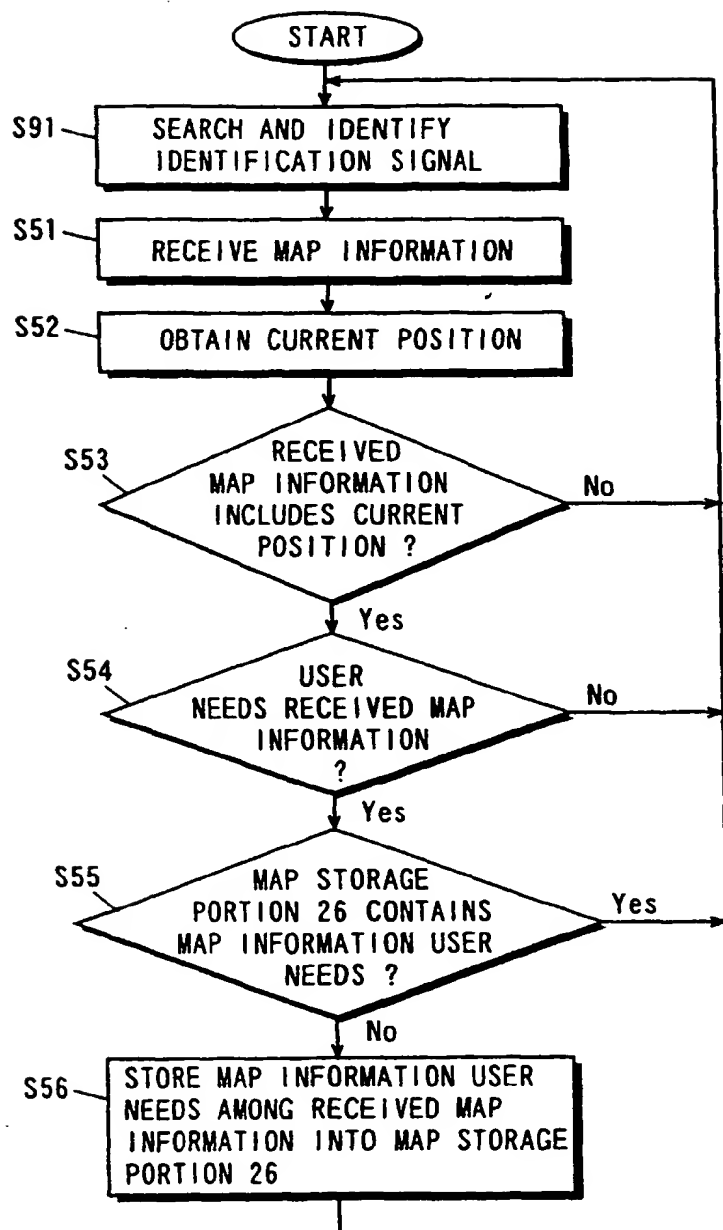 START
S91
SEARCH AND IDENTIFY
IDENTIFICATION SIGNAL
S51
RECEIVE MAP INFORMATION
S52
OBTAIN CURRENT POSITION
S53
RECEIVED
MAP INFORMATION
INCLUDES CURRENT
POSITION ?
No
Yes
S54
USER
NEEDS RECEIVED MAP
INFORMATION
?
No
Yes
S55
MAP STORAGE
PORTION 26 CONTAINS
MAP INFORMATION USER
NEEDS ?
Yes
No
S56
STORE MAP INFORMATION USER
NEEDS AMONG RECEIVED MAP
INFORMATION INTO MAP STORAGE
PORTION 26